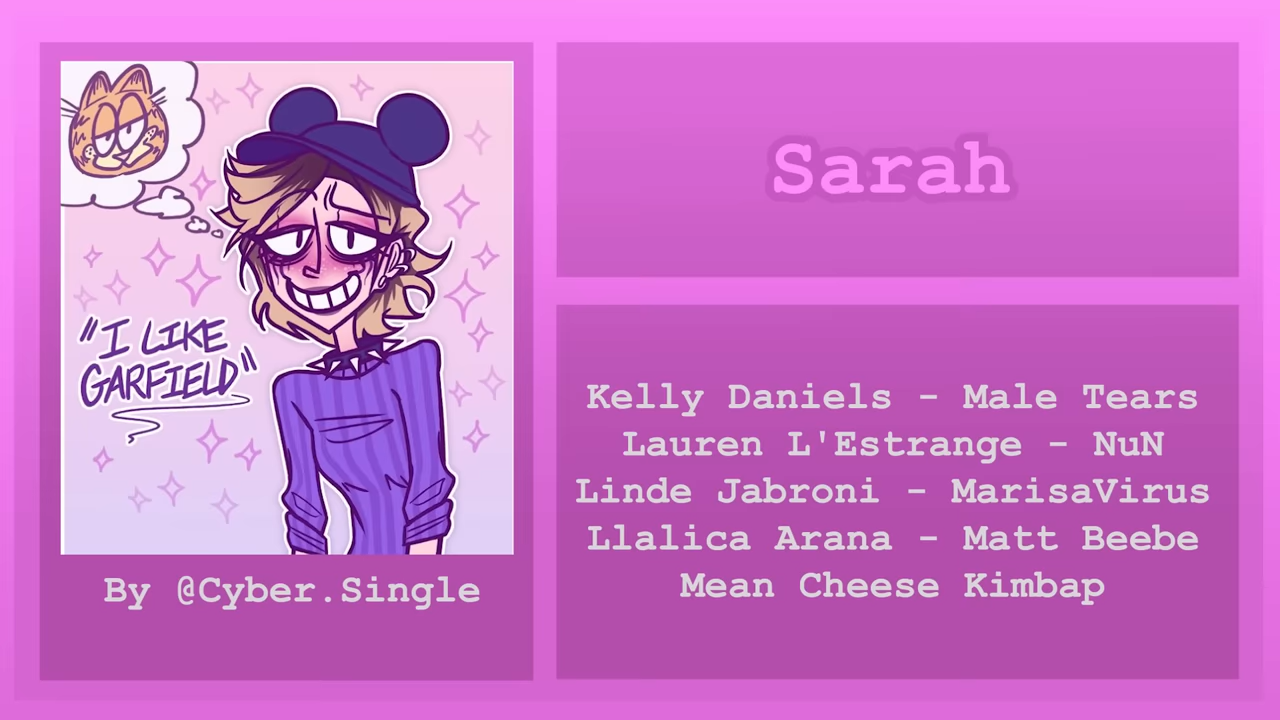 "I LIKE
GARFIELD"
By @Cyber.Single
Sarah
Kelly Daniels - Male Tears
Lauren L'Estrange - NuN
Linde Jabroni - MarisaVirus
Llalica Arana - Matt Beebe
Mean Cheese Kimbap